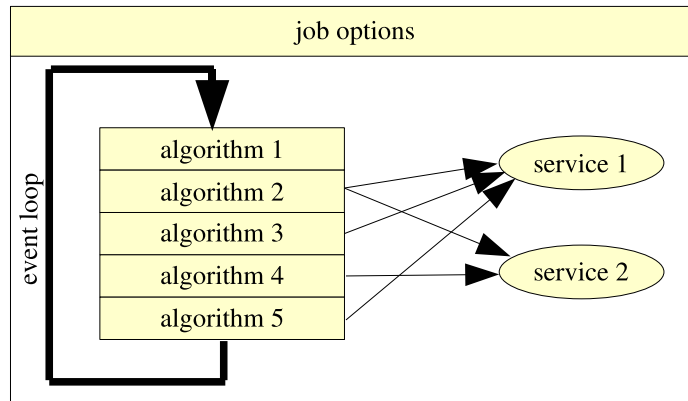 job options
event loop
algorithm 1
algorithm 2
algorithm 3
algorithm 4
algorithm 5
service 1
service 2